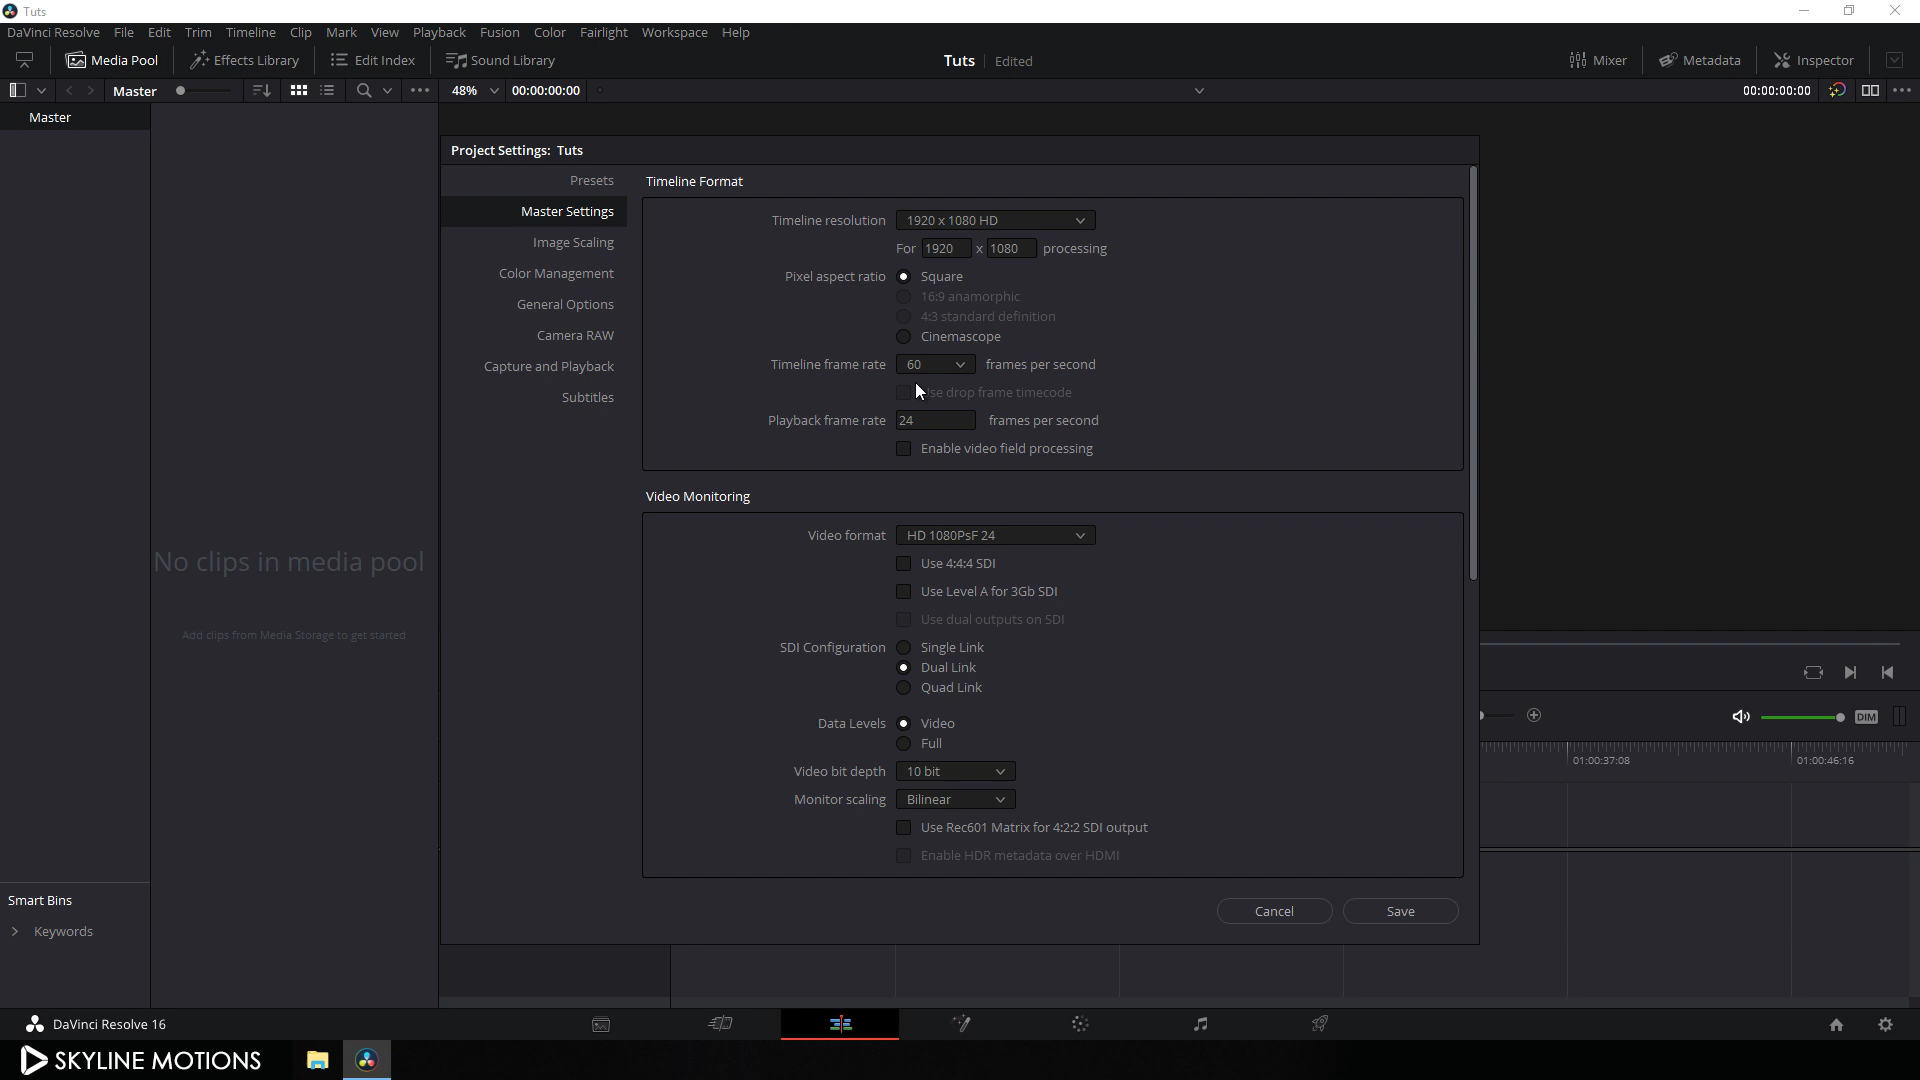 Tuts
DaVinci Resolve File Edit Trim Timeline Clip Mark View Playback Fusion Color Fairlight Workspace Help
Media Pool Effects Library Edit Index Sound Library Tuts Edited Mixer Metadata Inspector
Master 48% 00:00:00:00 00:00:00:00
Master
Project Settings: Tuts
Presets
Master Settings
Image Scaling
Color Management
General Options
Camera RAW
Capture and Playback
Subtitles
Timeline Format
Timeline resolution 1920 x 1080 HD
For 1920 x 1080 processing
Pixel aspect ratio Square
16:9 anamorphic
4:3 standard definition
Cinemascope
Timeline frame rate 60 frames per second
se drop frame timecode
Playback frame rate 24 frames per second
Enable video field processing
Video Monitoring
Video format HD 1080PsF 24
Use 4:4:4 SDI
Use Level A for 3Gb SDI
Use dual outputs on SDI
SDI Configuration Single Link
Dual Link
Quad Link
Data Levels Video
Full
Video bit depth 10 bit
Monitor scaling Bilinear
Use Rec601 Matrix for 4:2:2 SDI output
Enable HDR metadata over HDMI
Cancel Save
No clips in media pool
Add clips from Media Storage to get started
DIM
01:00:37:08 01:00:46:16
Smart Bins
Keywords
DaVinci Resolve 16
SKYLINE MOTIONS